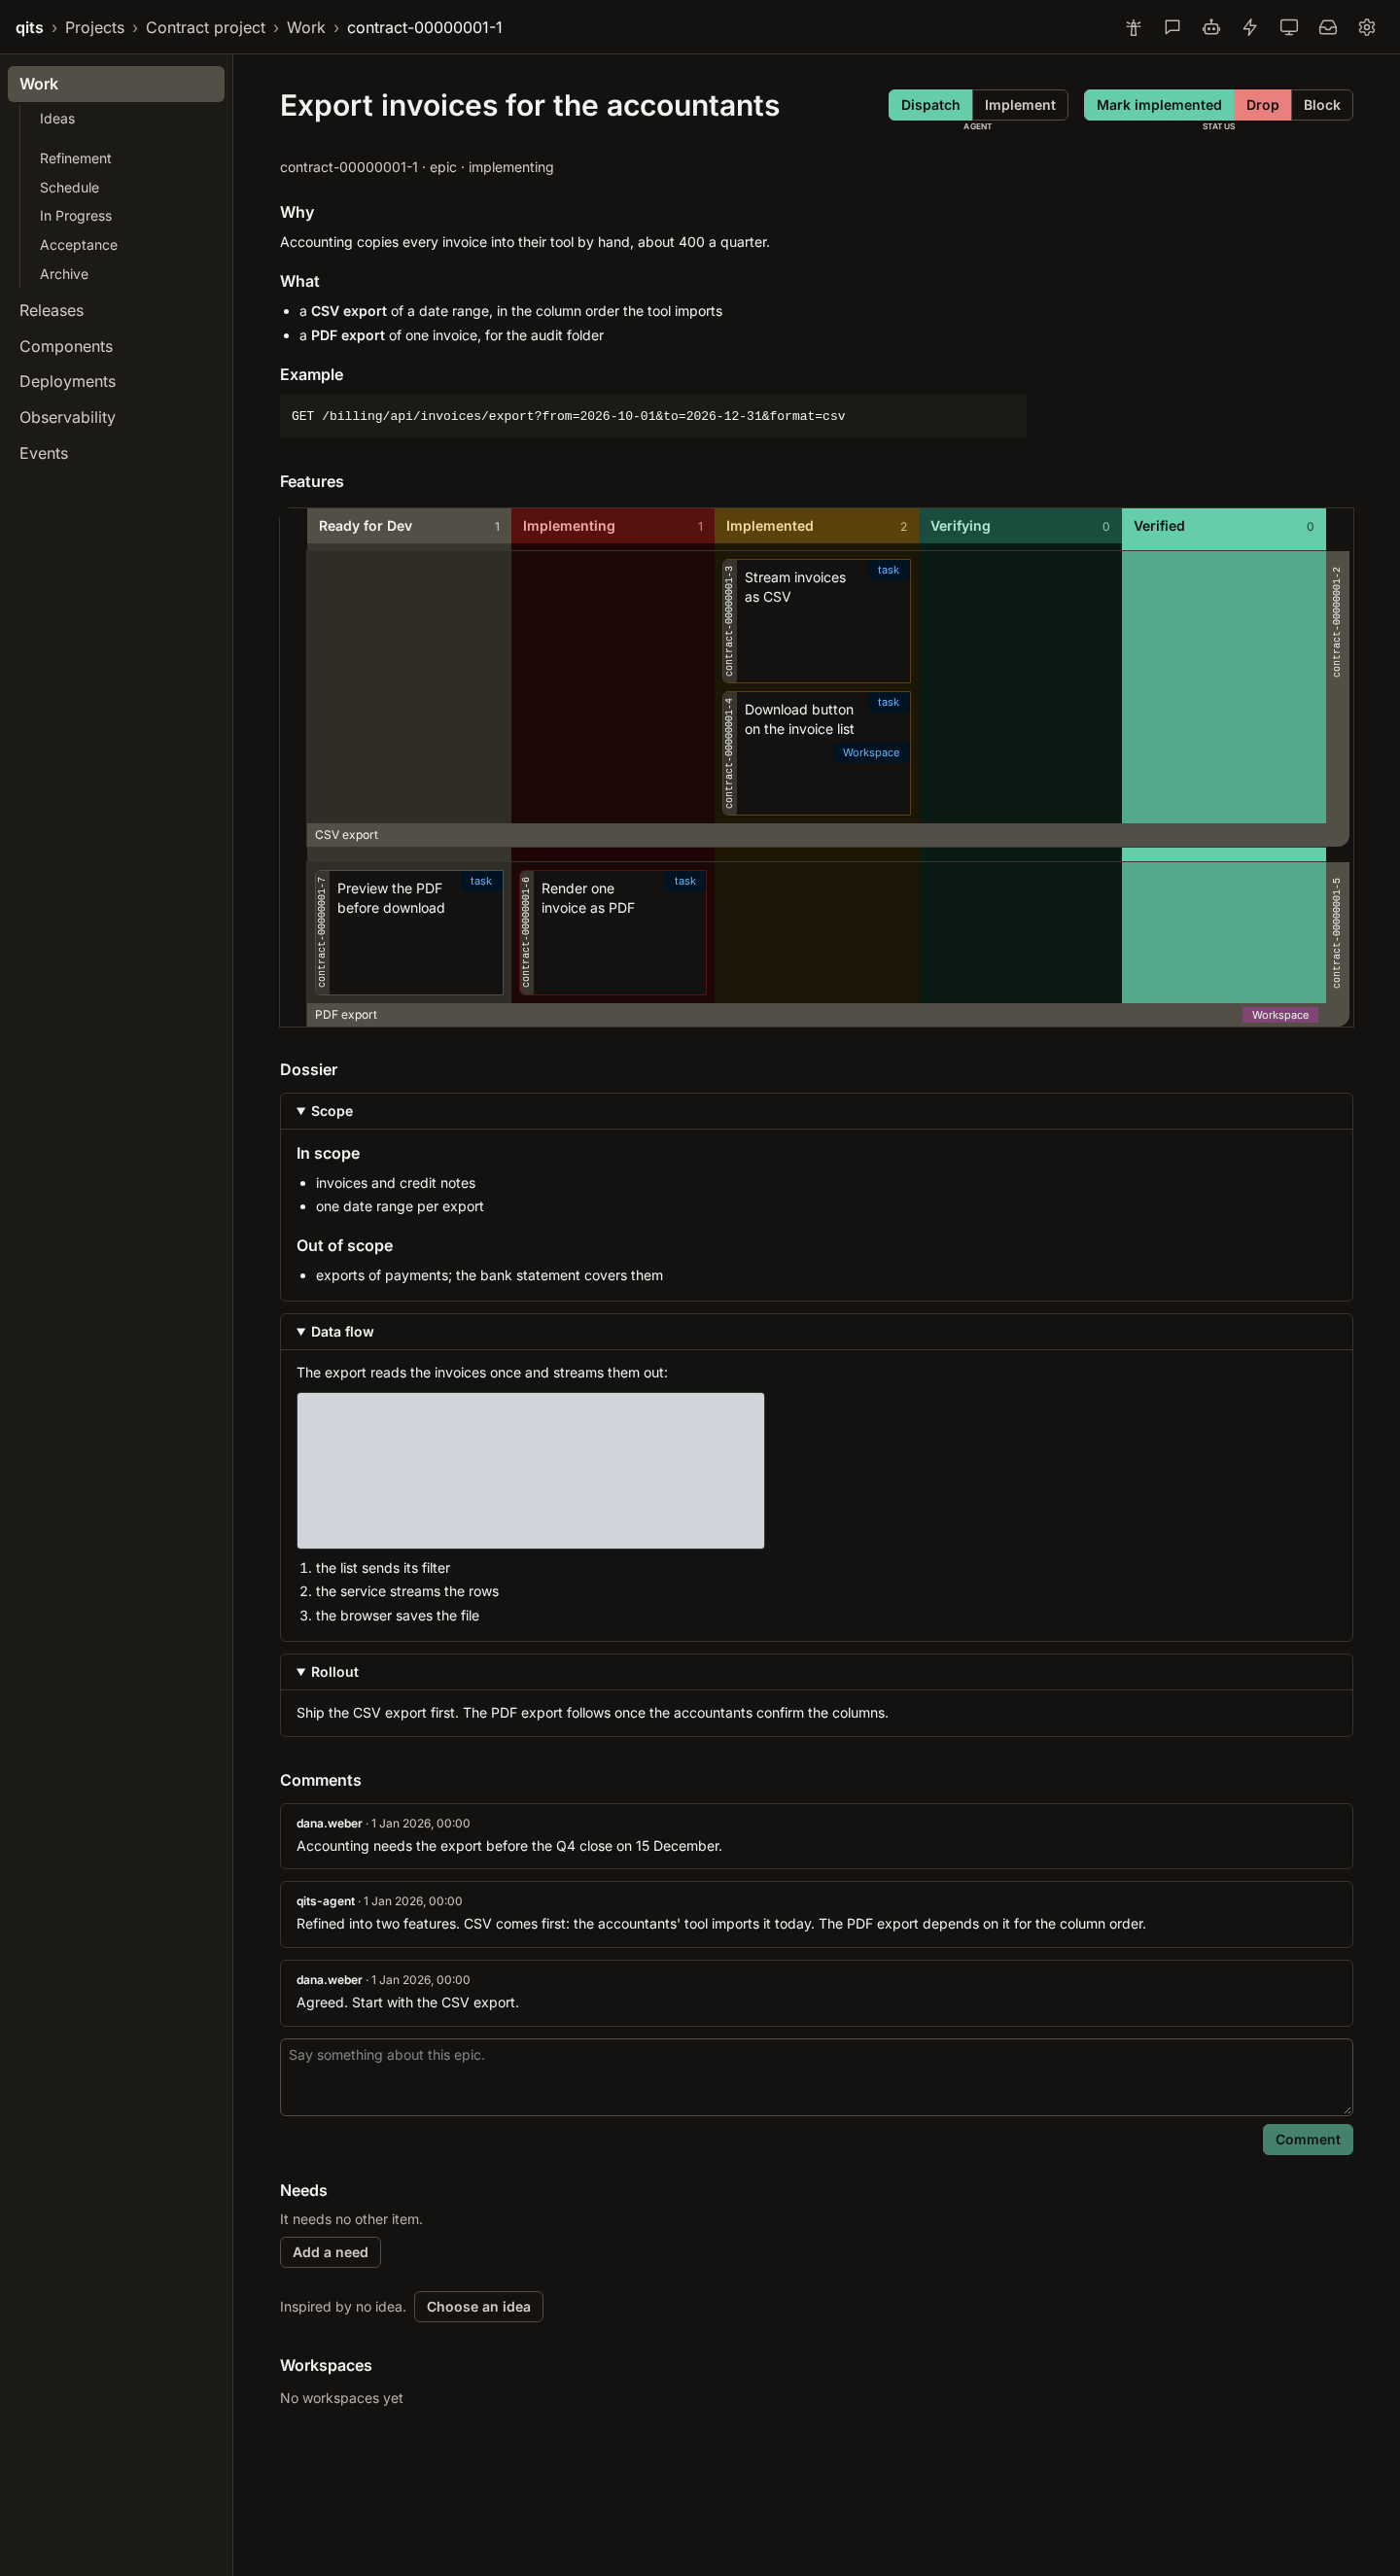 qits › Projects › Contract project › Work › contract-00000001-1
Work
Ideas
Refinement
Schedule
In Progress
Acceptance
Archive
Releases
Components
Deployments
Observability
Events
Export invoices for the accountants
Dispatch Implement
AGENT
Mark implemented Drop Block
STATUS
contract-00000001-1 · epic · implementing
Why
Accounting copies every invoice into their tool by hand, about 400 a quarter.
What
• a CSV export of a date range, in the column order the tool imports
• a PDF export of one invoice, for the audit folder
Example
GET /billing/api/invoices/export?from=2026-10-01&to=2026-12-31&format=csv
Features
Ready for Dev 1 Implementing 1 Implemented 2 Verifying 0 Verified 0
contract-00000001-3
Stream invoices
as CSV
task
contract-00000001-4
Download button
on the invoice list
task
Workspace
contract-00000001-2
CSV export
contract-00000001-7
Preview the PDF
before download
task
contract-00000001-6
Render one
invoice as PDF
task
contract-00000001-5
PDF export Workspace
Dossier
▼ Scope
In scope
• invoices and credit notes
• one date range per export
Out of scope
• exports of payments; the bank statement covers them
▼ Data flow
The export reads the invoices once and streams them out:
1. the list sends its filter
2. the service streams the rows
3. the browser saves the file
▼ Rollout
Ship the CSV export first. The PDF export follows once the accountants confirm the columns.
Comments
dana.weber · 1 Jan 2026, 00:00
Accounting needs the export before the Q4 close on 15 December.
qits-agent · 1 Jan 2026, 00:00
Refined into two features. CSV comes first: the accountants' tool imports it today. The PDF export depends on it for the column order.
dana.weber · 1 Jan 2026, 00:00
Agreed. Start with the CSV export.
Say something about this epic.
Comment
Needs
It needs no other item.
Add a need
Inspired by no idea. Choose an idea
Workspaces
No workspaces yet